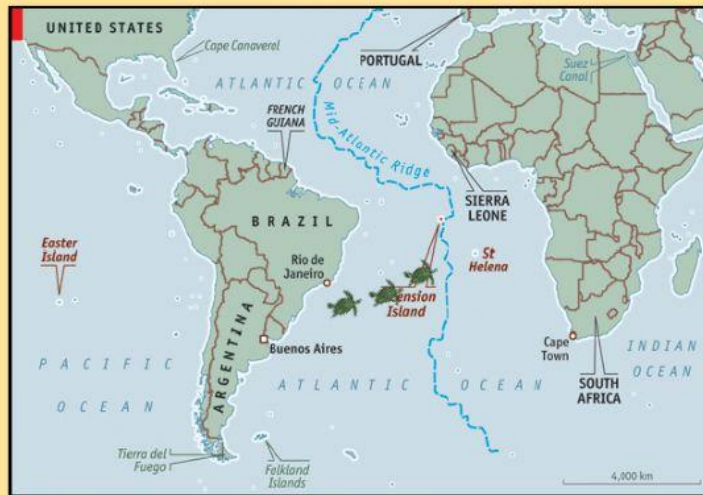 UNITED STATES
Cape Canaveral
PORTUGAL
Suez
Canal
ATLANTIC OCEAN
FRENCH
GUIANA
Mid-Atlantic Ridge
SIERRA
LEONE
BRAZIL
Easter
Island
Rio de
Janeiro
St
Helena
ension
Island
ARGENTINA
Buenos Aires
Cape
Town
PACIFIC
OCEAN
ATLANTIC OCEAN
SOUTH
AFRICA
INDIAN
OCEAN
Tierra del
Fuego
Falkland
Islands
4,000 km